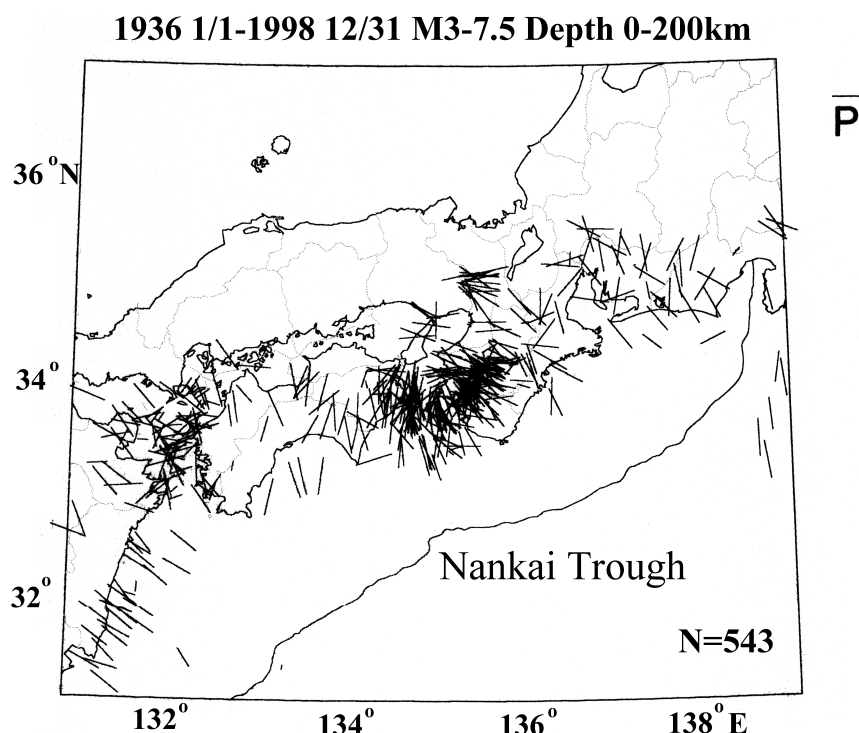 1936 1/1-1998 12/31 M3-7.5 Depth 0-200km
P
36°N
34°
Nankai Trough
32°
N=543
132° 134° 136° 138°E